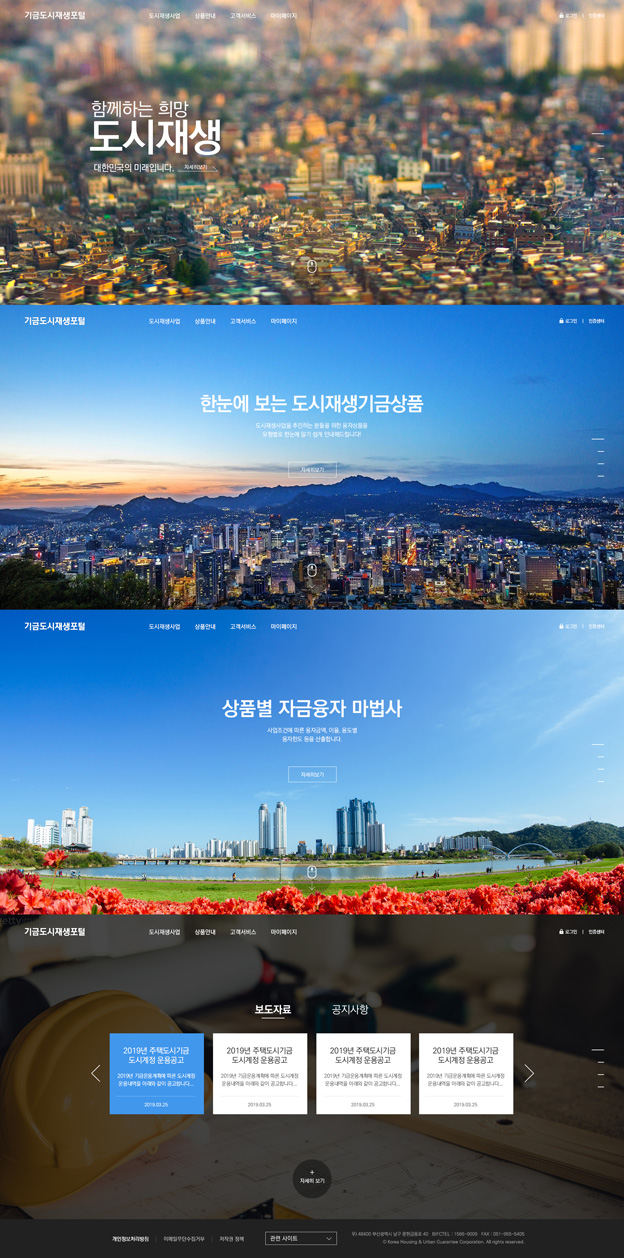 기금도시재생포털
도시재생사업 상품안내 고객서비스 마이페이지
로그인 | 인증센터
함께하는 희망
도시재생
대한민국의 미래입니다. 자세히보기
기금도시재생포털
도시재생사업 상품안내 고객서비스 마이페이지
로그인 | 인증센터
한눈에 보는 도시재생기금상품
도시재생사업을 추진하는 분들을 위한 융자상품을
유형별로 한눈에 알기 쉽게 안내해드립니다!
자세히보기
기금도시재생포털
도시재생사업 상품안내 고객서비스 마이페이지
로그인 | 인증센터
상품별 자금융자 마법사
사업조건에 따른 융자금액, 이율, 용도별
융자한도 등을 산출합니다.
자세히보기
기금도시재생포털
도시재생사업 상품안내 고객서비스 마이페이지
로그인 | 인증센터
보도자료 공지사항
2019년 주택도시기금
도시계정 운용공고
2019년 기금운용계획에 따른 도시계정
운용내역을 아래와 같이 공고합니다....
2019.03.25
2019년 주택도시기금
도시계정 운용공고
2019년 기금운용계획에 따른 도시계정
운용내역을 아래와 같이 공고합니다....
2019.03.25
2019년 주택도시기금
도시계정 운용공고
2019년 기금운용계획에 따른 도시계정
운용내역을 아래와 같이 공고합니다....
2019.03.25
2019년 주택도시기금
도시계정 운용공고
2019년 기금운용계획에 따른 도시계정
운용내역을 아래와 같이 공고합니다....
2019.03.25
+
자세히 보기
개인정보처리방침 | 이메일무단수집거부 | 저작권 정책
관련 사이트
우) 48400 부산광역시 남구 문현금융로 40 BIFC TEL : 1566-9009 FAX : 051-955-5405
© Korea Housing & Urban Guarantee Corporation. All rights reserved.